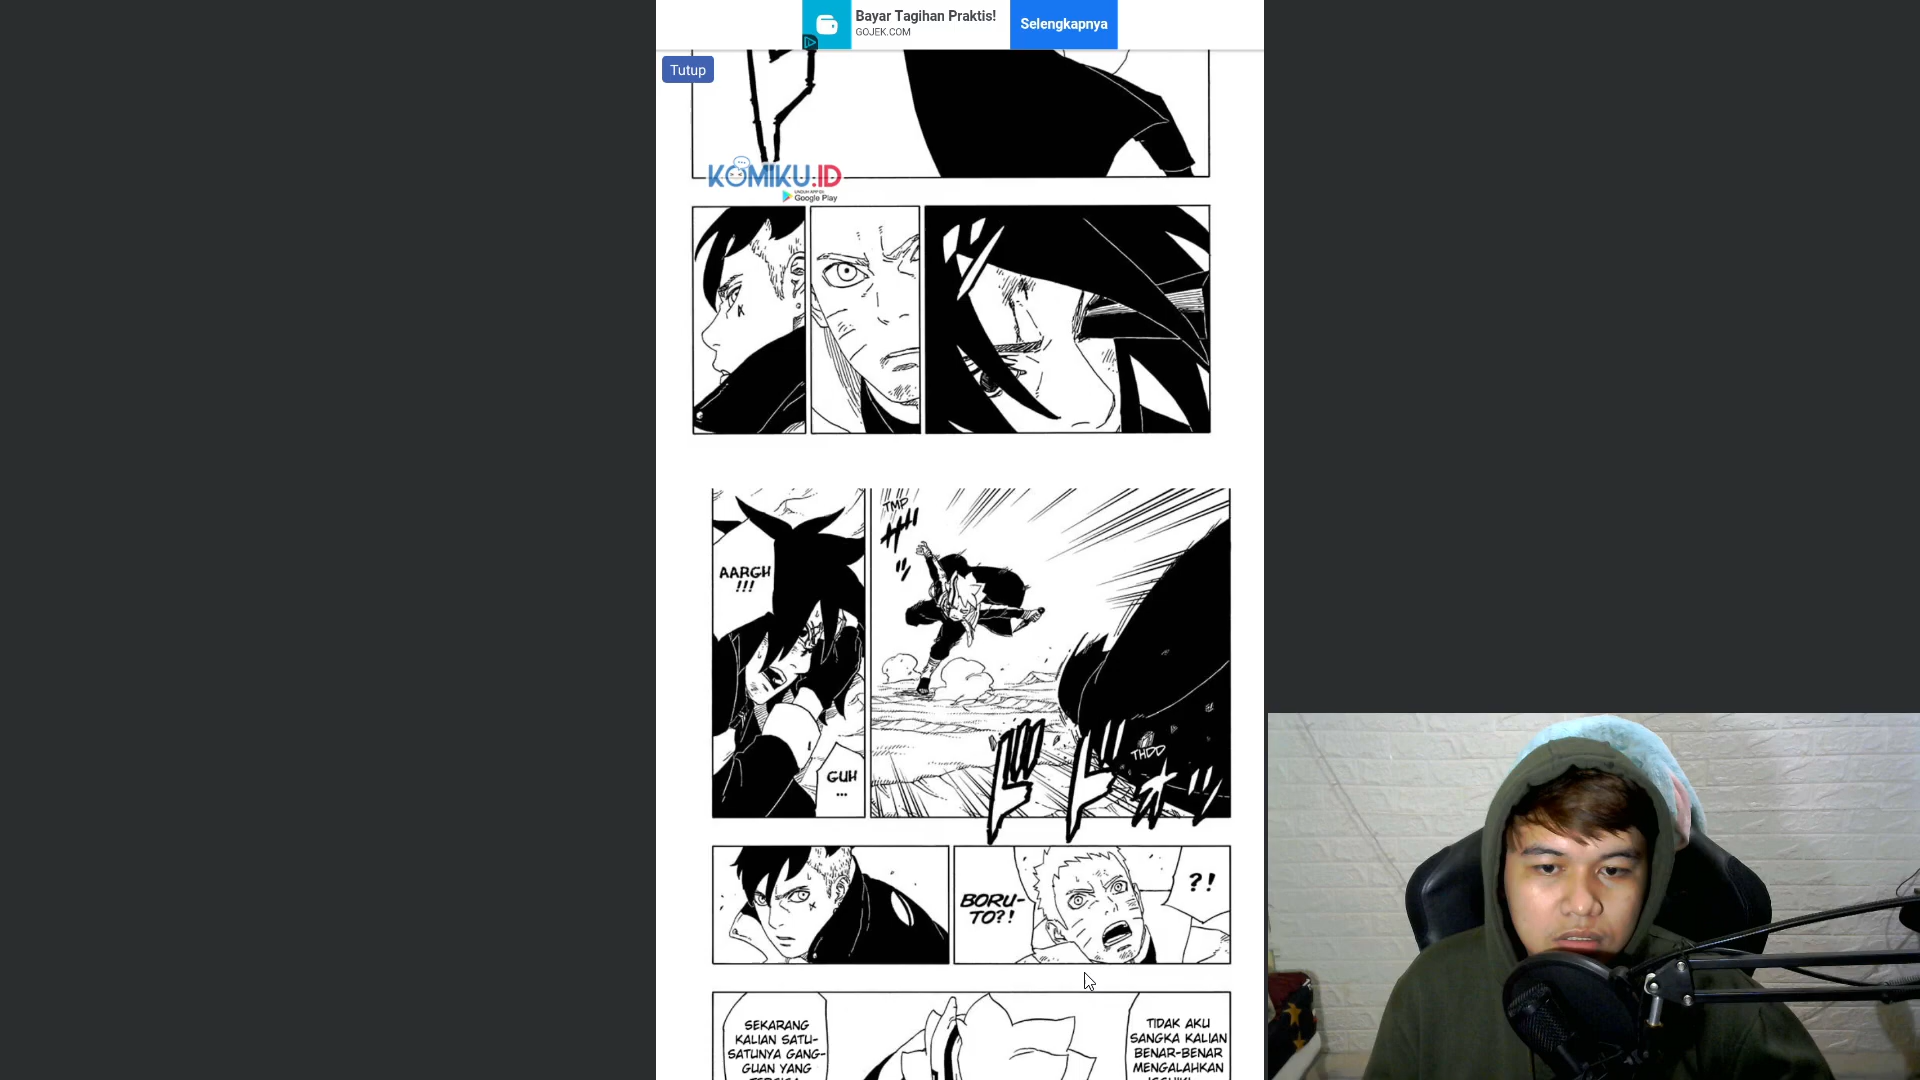 Bayar Tagihan Praktis!
GOJEK.COM
Selengkapnya
Tutup
KOMIKU.ID
Google Play
AARGH
!!!
TMP
GUH
...
THDD
BORU-
TO?!
?!
SEKARANG
KALIAN SATU-
SATUNYA GANG-
GUAN YANG
TIDAK AKU
SANGKA KALIAN
BENAR-BENAR
MENGALAHKAN